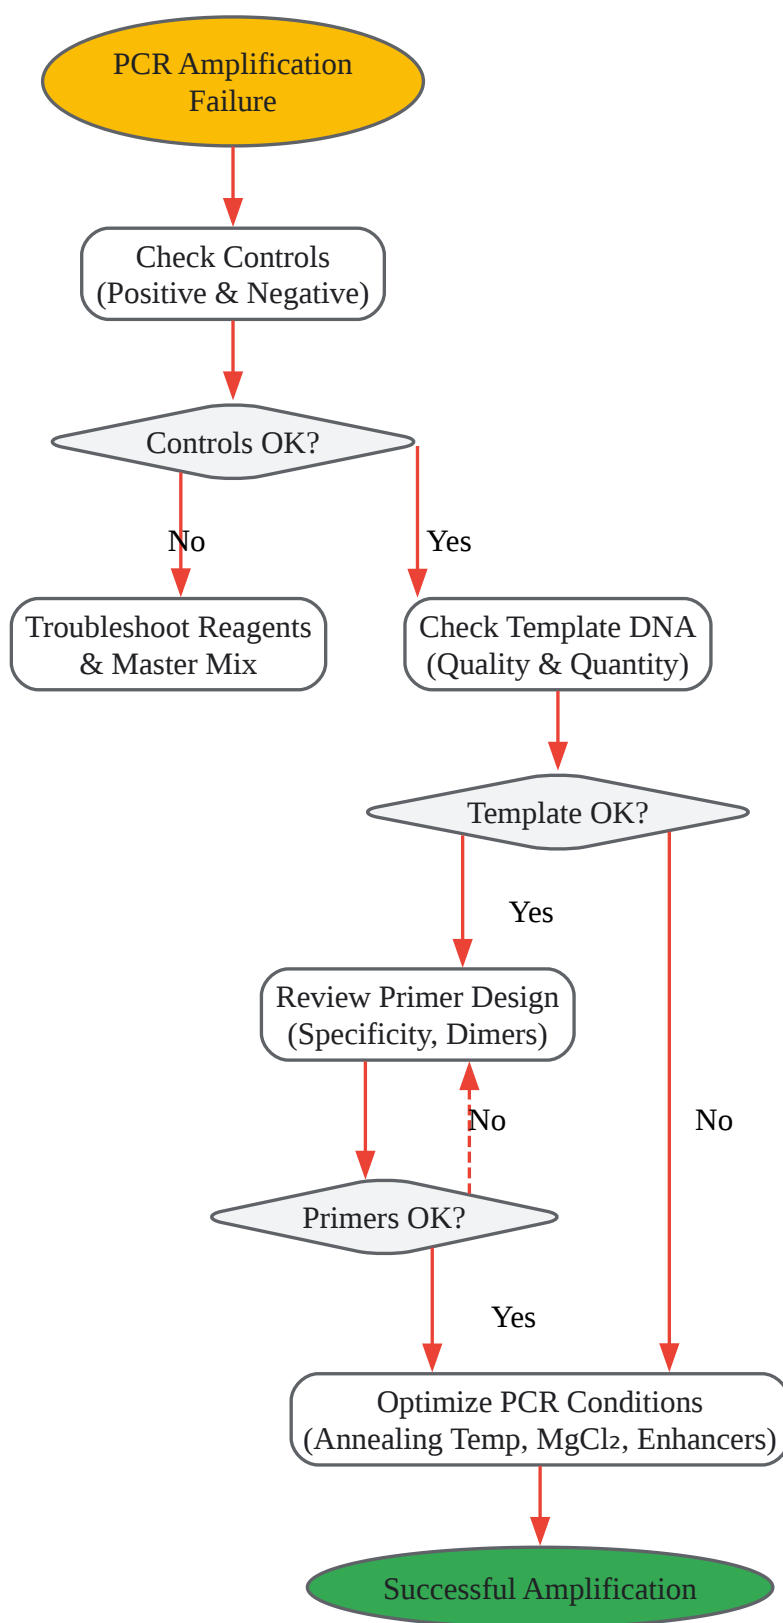 PCR Amplification
Failure
Check Controls
(Positive & Negative)
Controls OK?
No
Yes
Troubleshoot Reagents
& Master Mix
Check Template DNA
(Quality & Quantity)
Template OK?
Yes
Review Primer Design
(Specificity, Dimers)
No
No
Primers OK?
Yes
Optimize PCR Conditions
(Annealing Temp, MgCl₂, Enhancers)
Successful Amplification